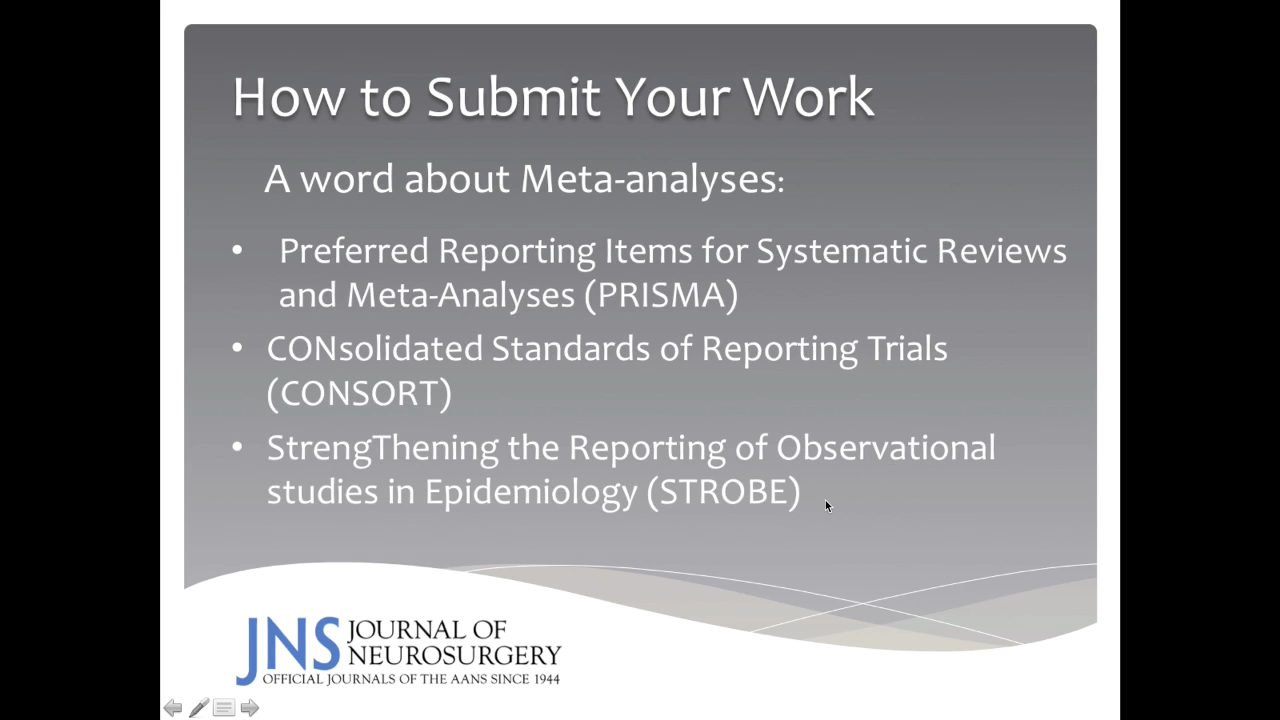 How to Submit Your Work
A word about Meta-analyses:
• Preferred Reporting Items for Systematic Reviews
and Meta-Analyses (PRISMA)
• CONsolidated Standards of Reporting Trials
(CONSORT)
• StrengThening the Reporting of Observational
studies in Epidemiology (STROBE)
JNS JOURNAL OF
NEUROSURGERY
OFFICIAL JOURNALS OF THE AANS SINCE 1944